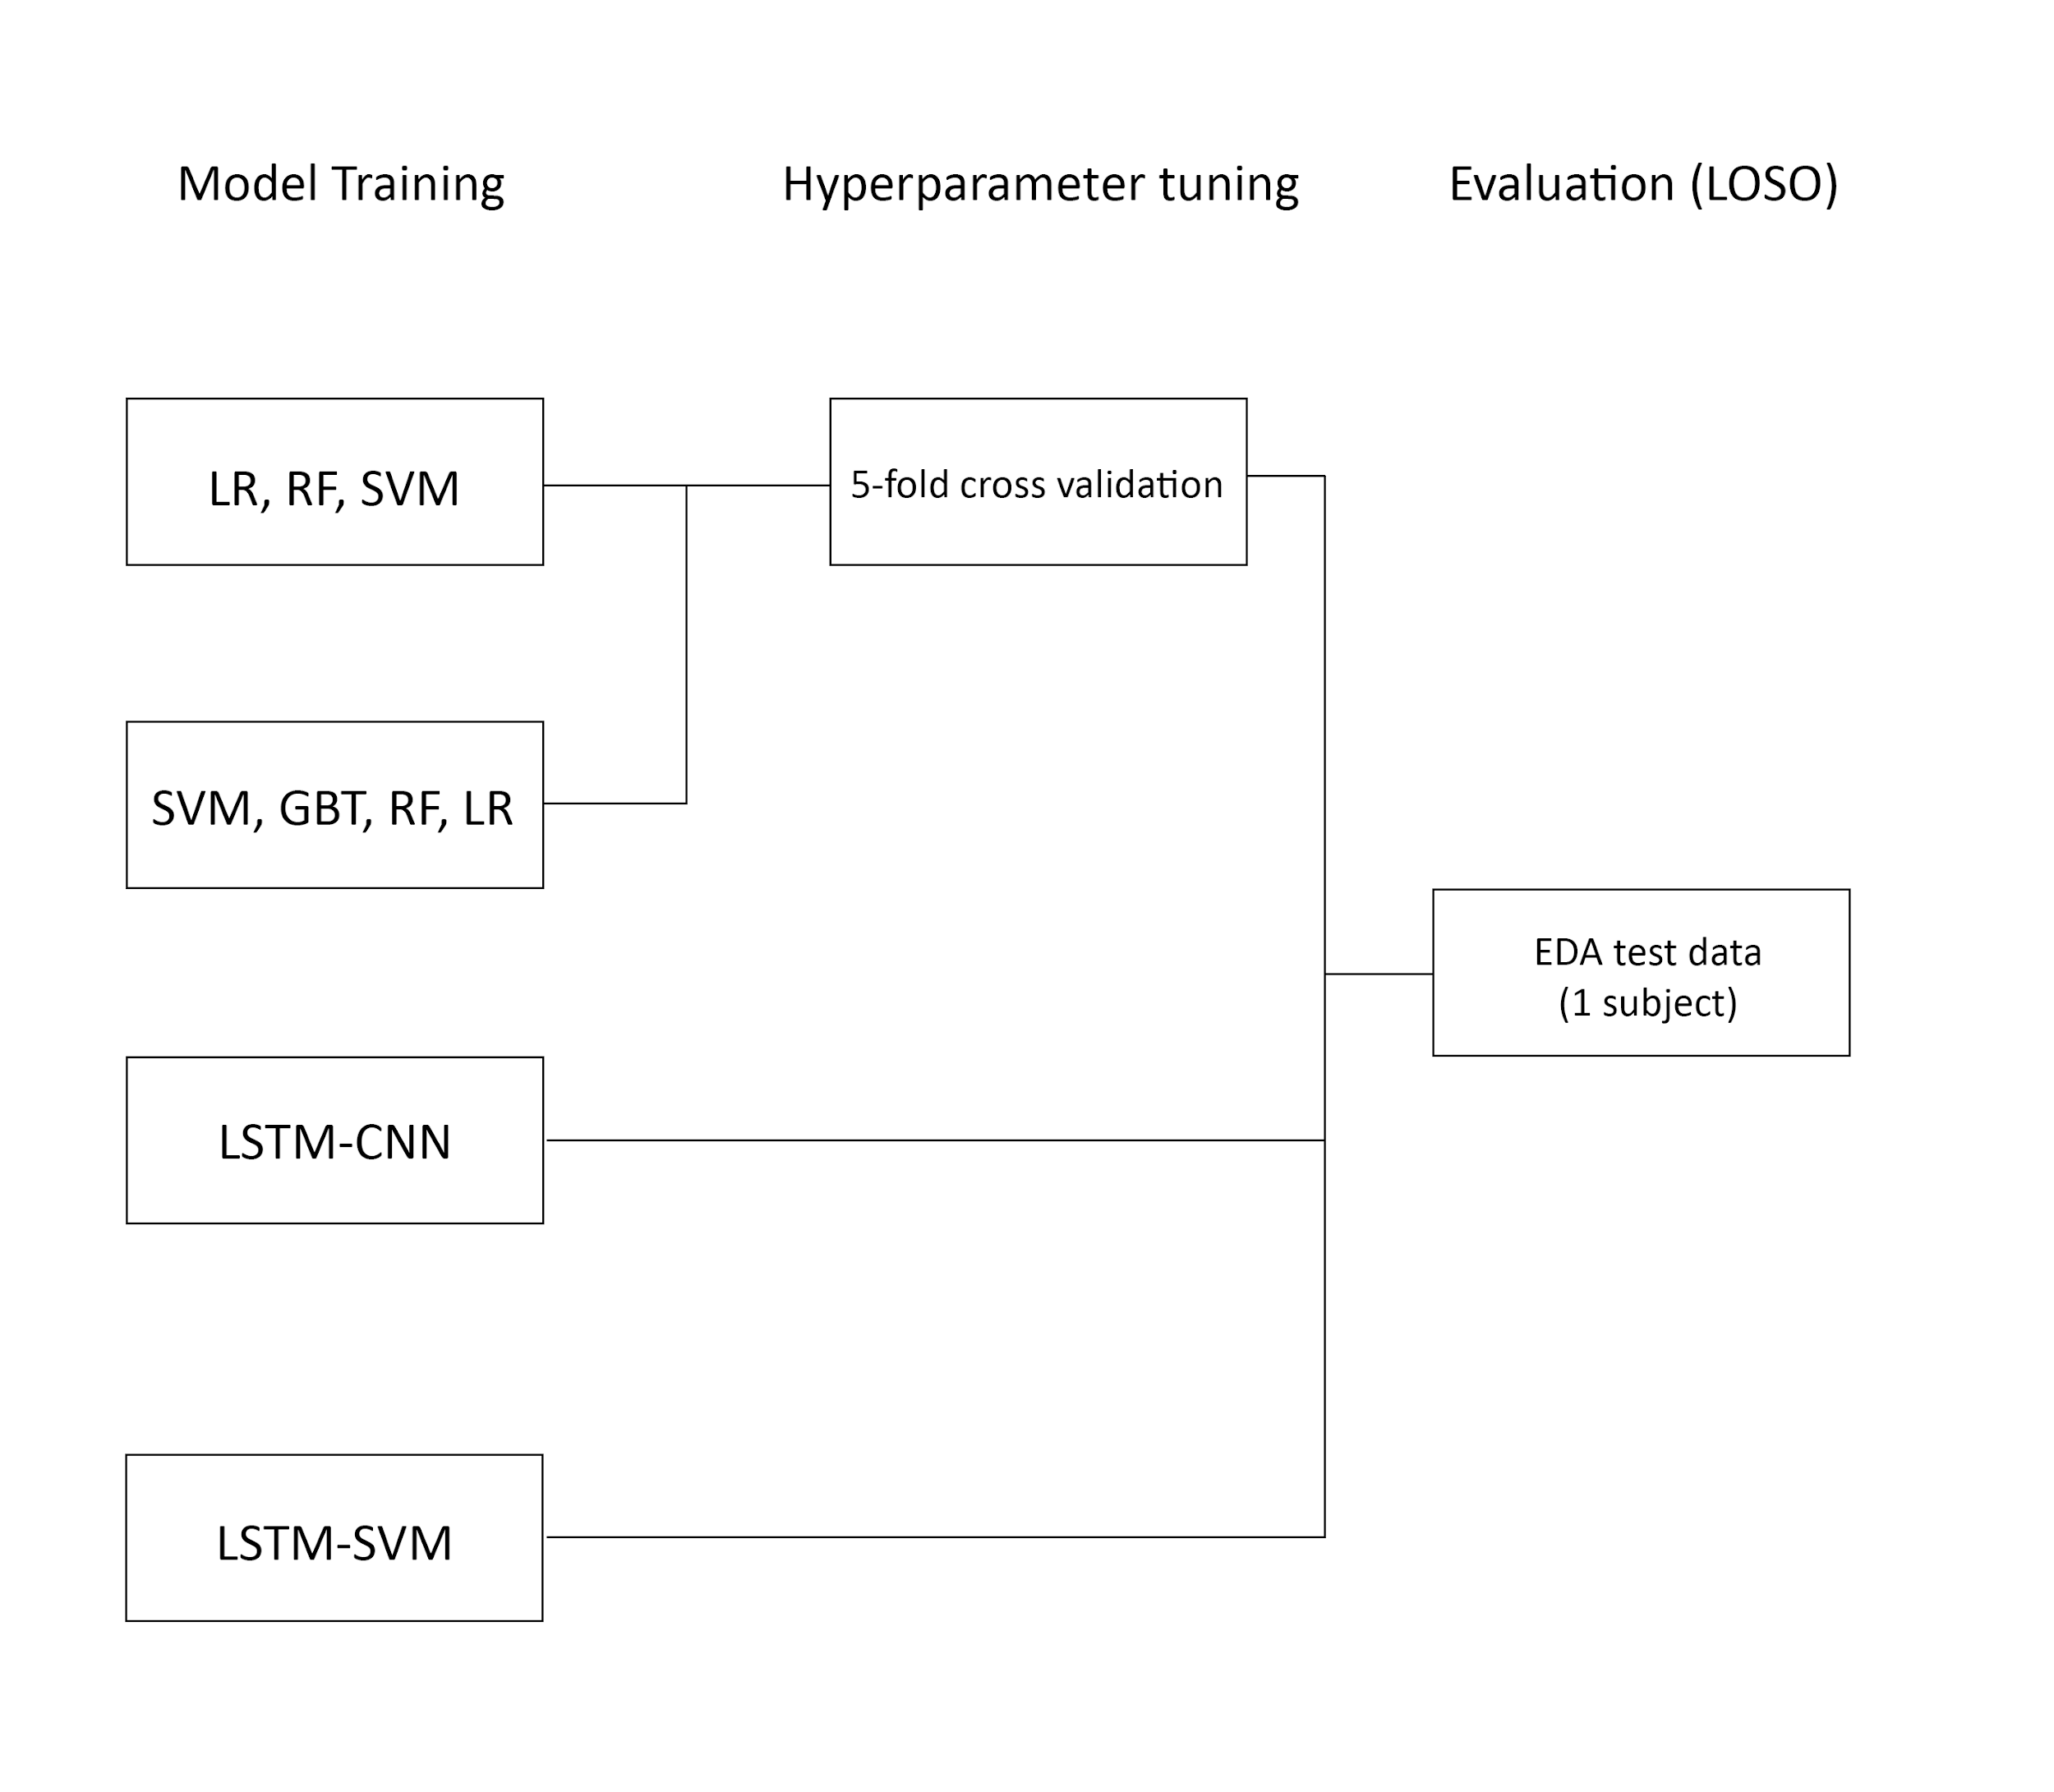 Model Training
Hyperparameter tuning
Evaluation (LOSO)
LR, RF, SVM
5-fold cross validation
SVM, GBT, RF, LR
EDA test data
(1 subject)
LSTM-CNN
LSTM-SVM